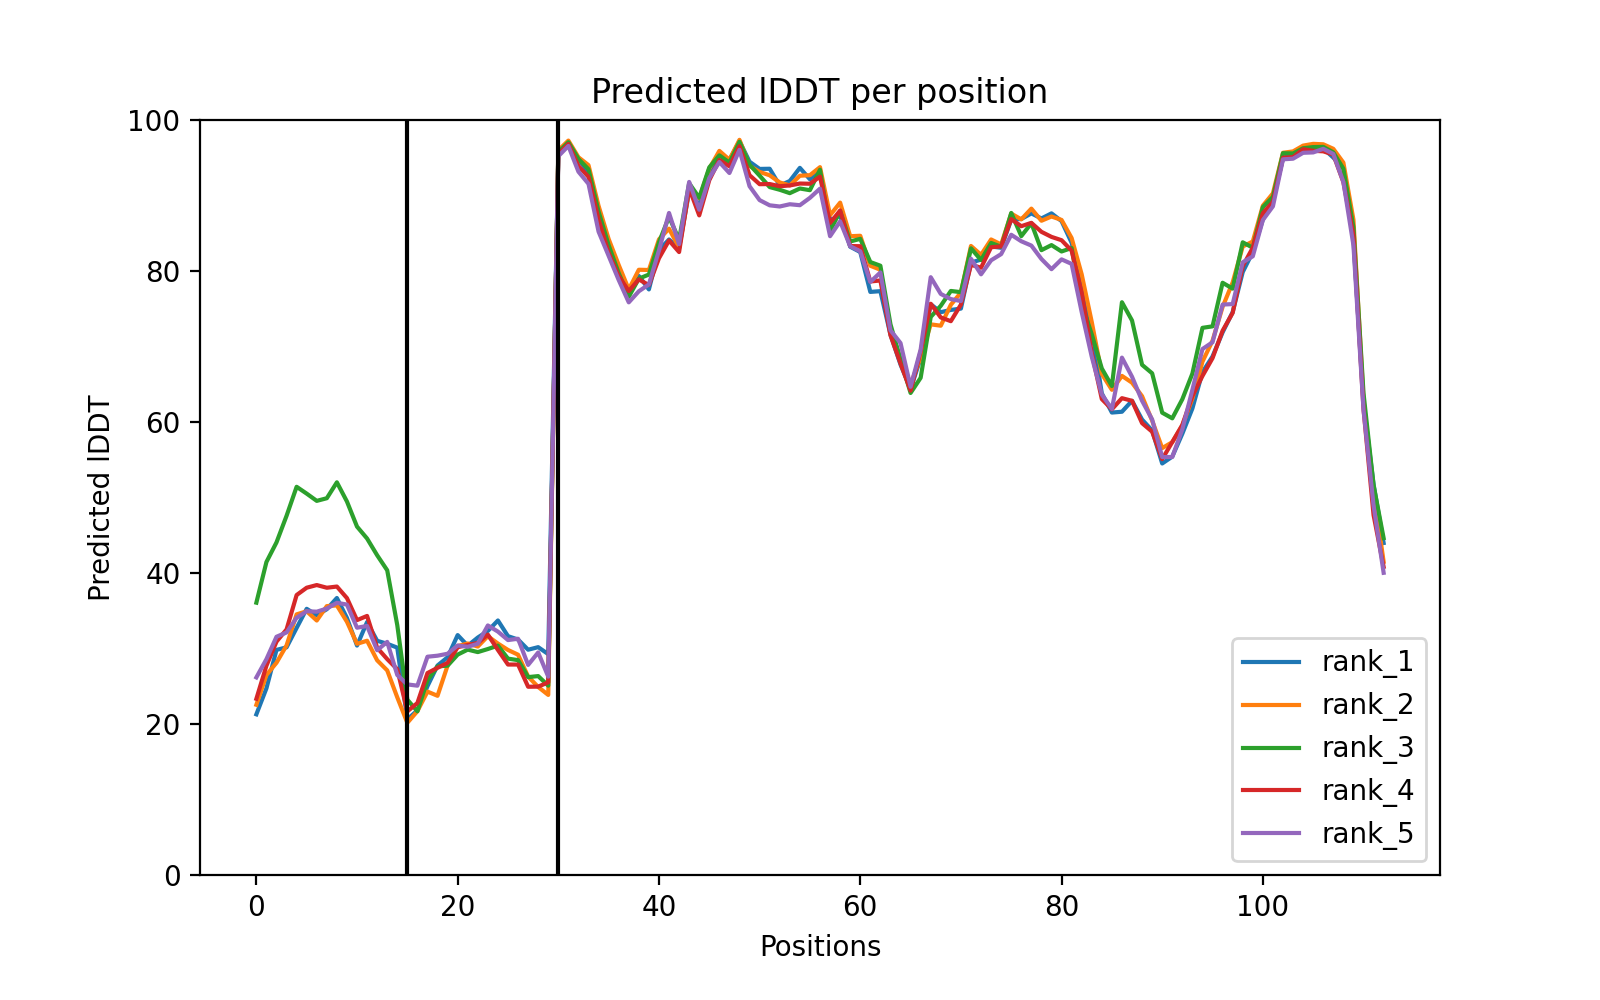 Predicted lDDT per position
100
80
60
40
20
0
Predicted lDDT
0 20 40 60 80 100
Positions
rank_1
rank_2
rank_3
rank_4
rank_5